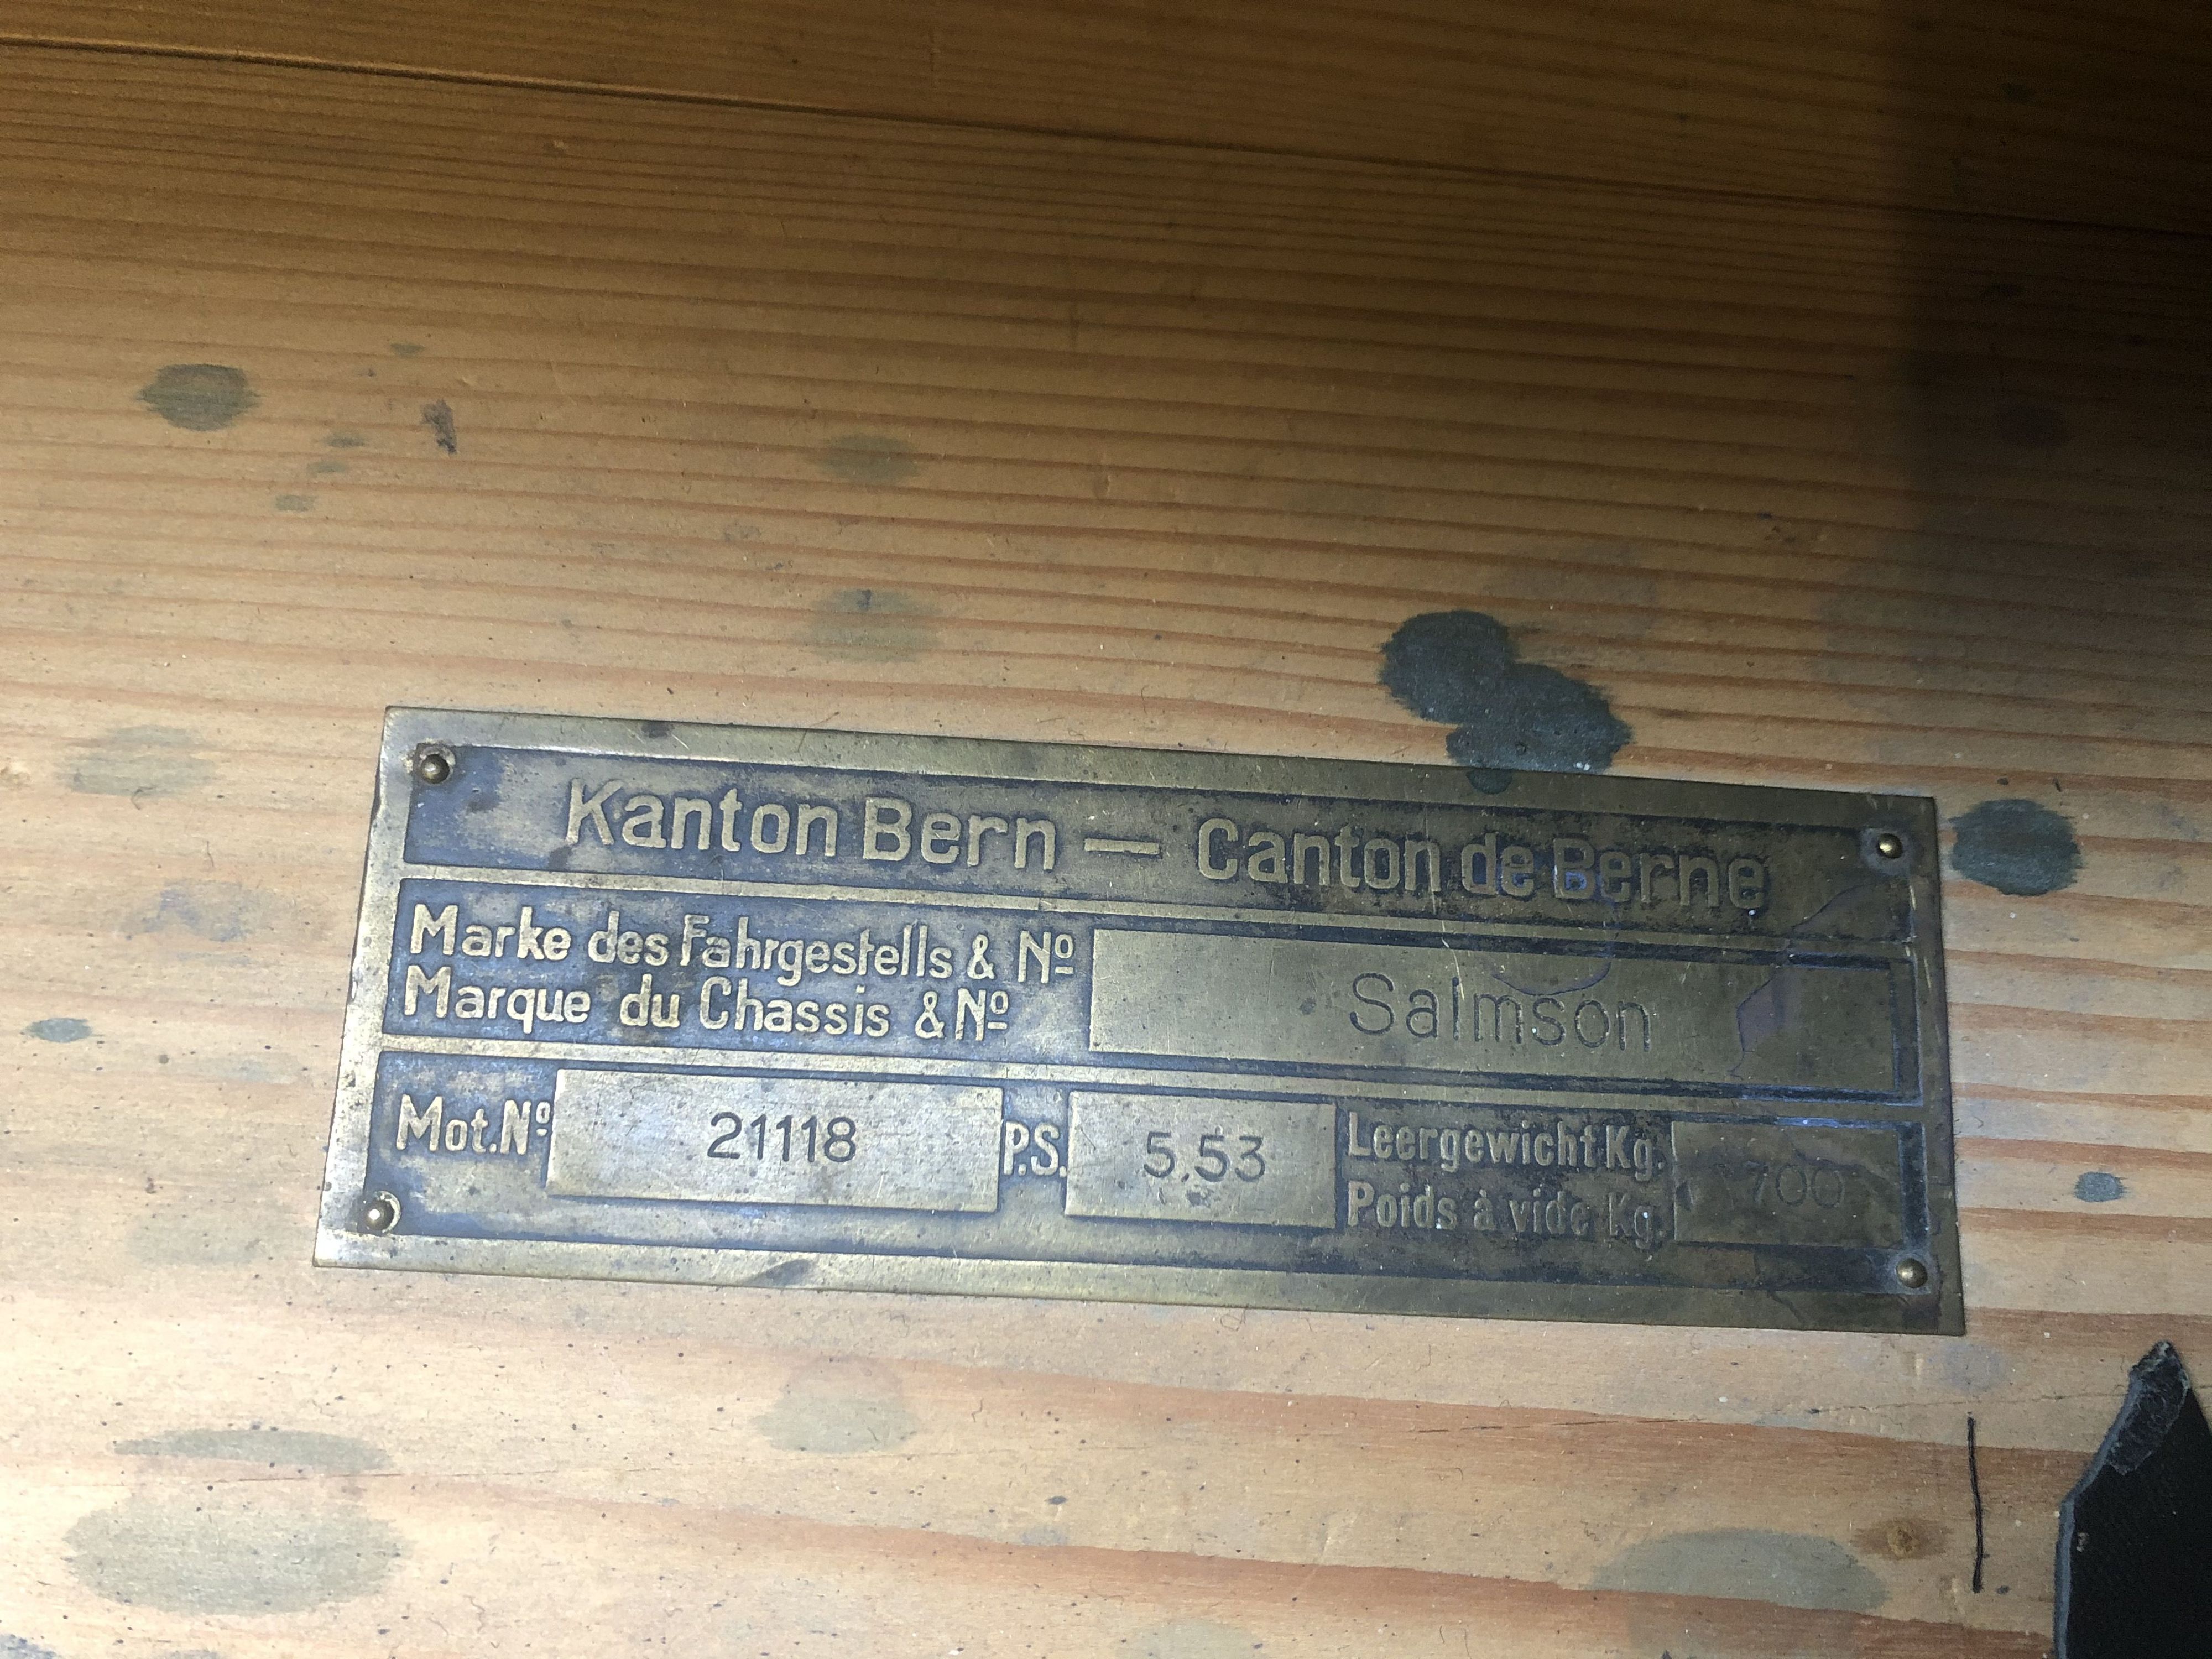 Kanton Bern — Canton de Berne
Marke des Fahrgestells & Nº
Marque du Chassis & Nº
Salmson
Mot. Nº 21118 P.S. 5.53
Leergewicht Kg.
Poids à vide Kg.
700